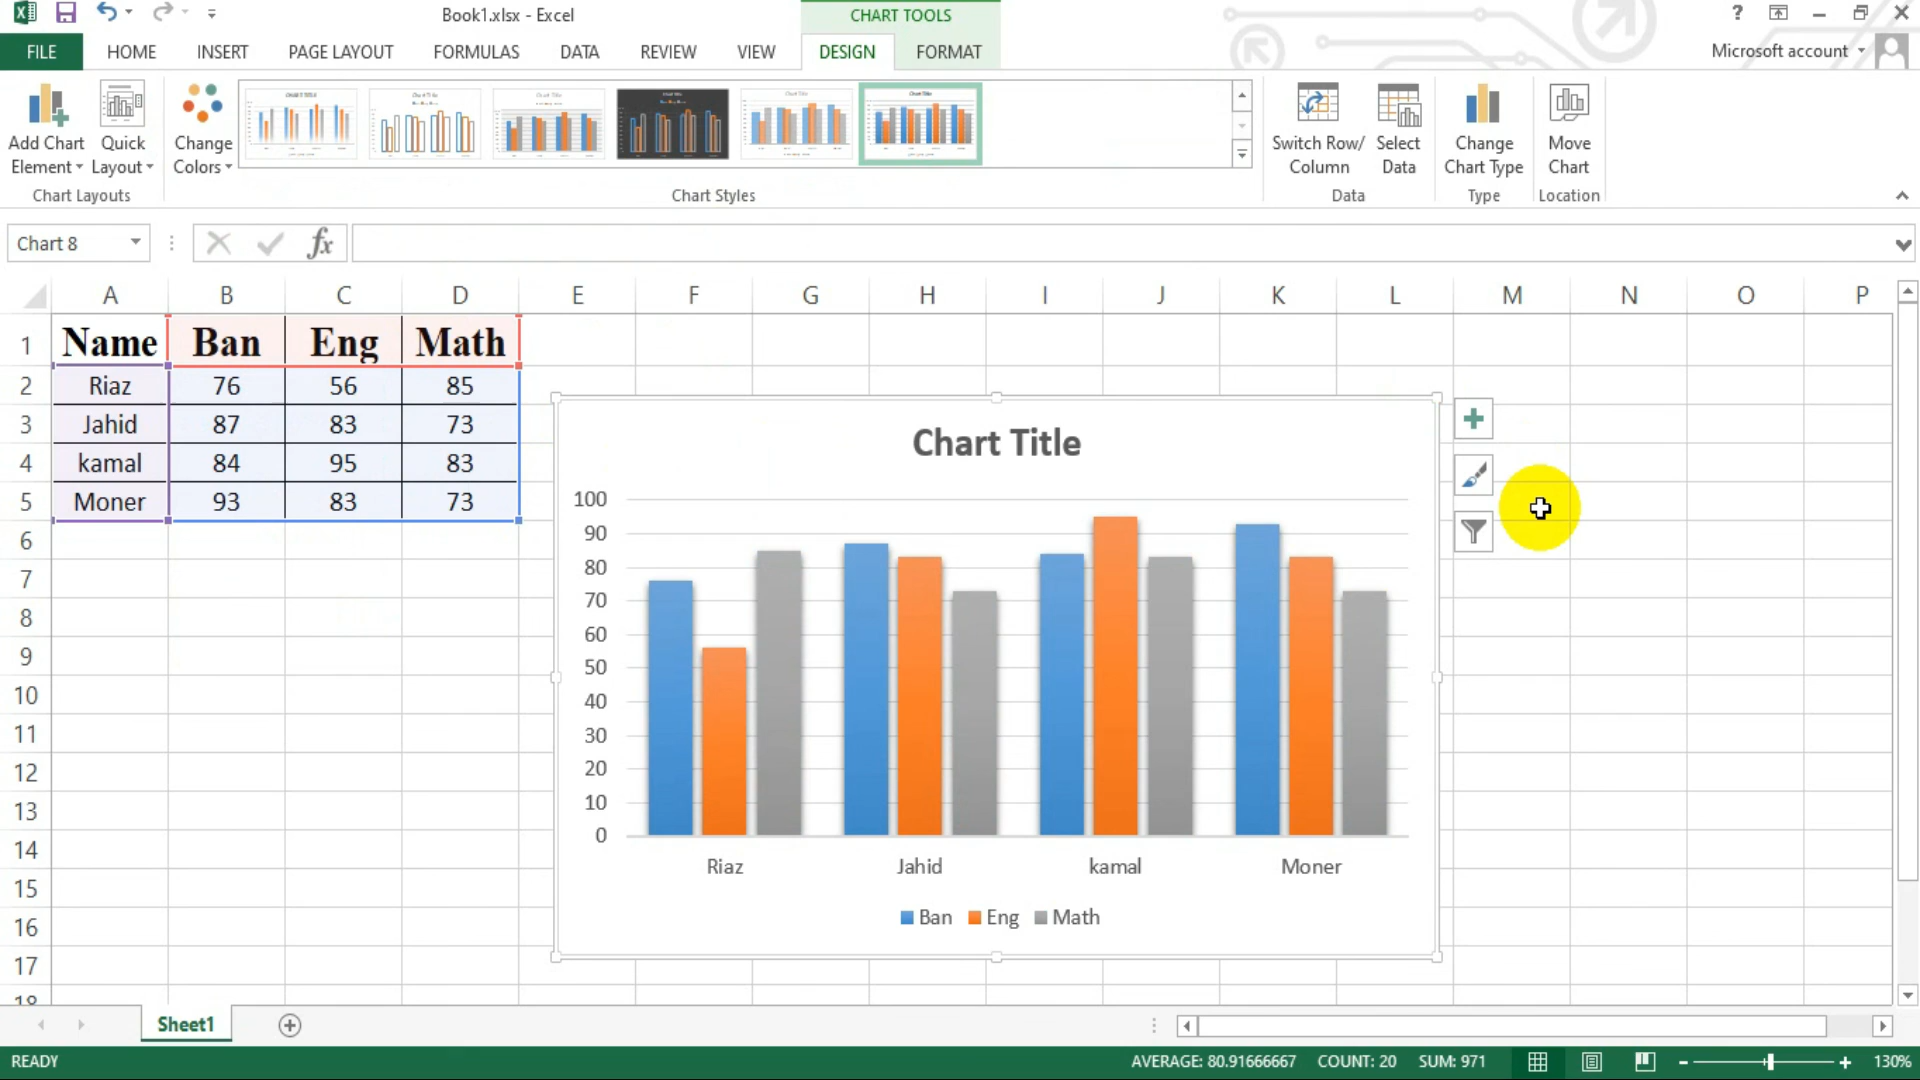 Book1.xlsx - Excel
CHART TOOLS
?
FILE
HOME
INSERT
PAGE LAYOUT
FORMULAS
DATA
REVIEW
VIEW
DESIGN
FORMAT
Microsoft account
Add Chart
Element
Quick
Layout
Change
Colors
Switch Row/
Column
Select
Data
Change
Chart Type
Move
Chart
Chart Layouts
Chart Styles
Data
Type
Location
Chart 8
fx
A B C D E F G H I J K L M N O P
1 Name Ban Eng Math
2 Riaz 76 56 85
3 Jahid 87 83 73
4 kamal 84 95 83
5 Moner 93 83 73
6
7
8
9
10
11
12
13
14
15
16
17
18
Chart Title
100
90
80
70
60
50
40
30
20
10
0
Riaz Jahid kamal Moner
Ban Eng Math
Sheet1
READY
AVERAGE: 80.91666667 COUNT: 20 SUM: 971
130%